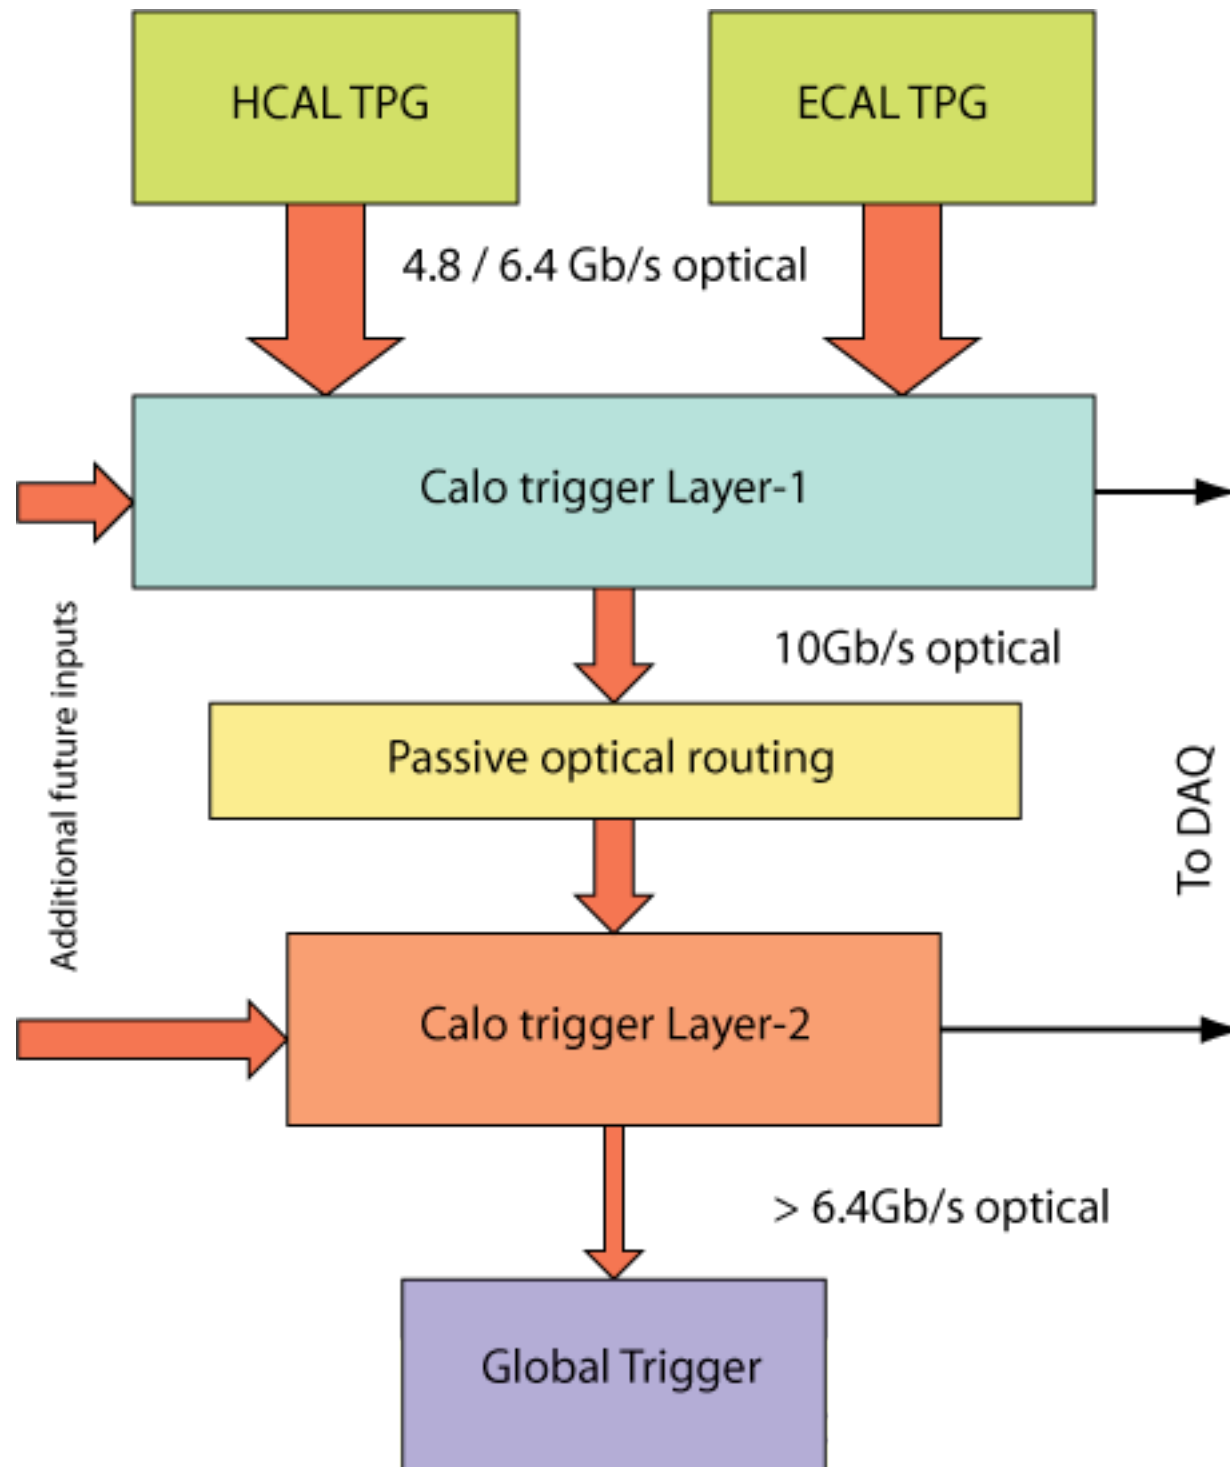 HCAL TPG
ECAL TPG
4.8 / 6.4 Gb/s optical
Calo trigger Layer-1
10Gb/s optical
Additional future inputs
Passive optical routing
To DAQ
Calo trigger Layer-2
> 6.4Gb/s optical
Global Trigger